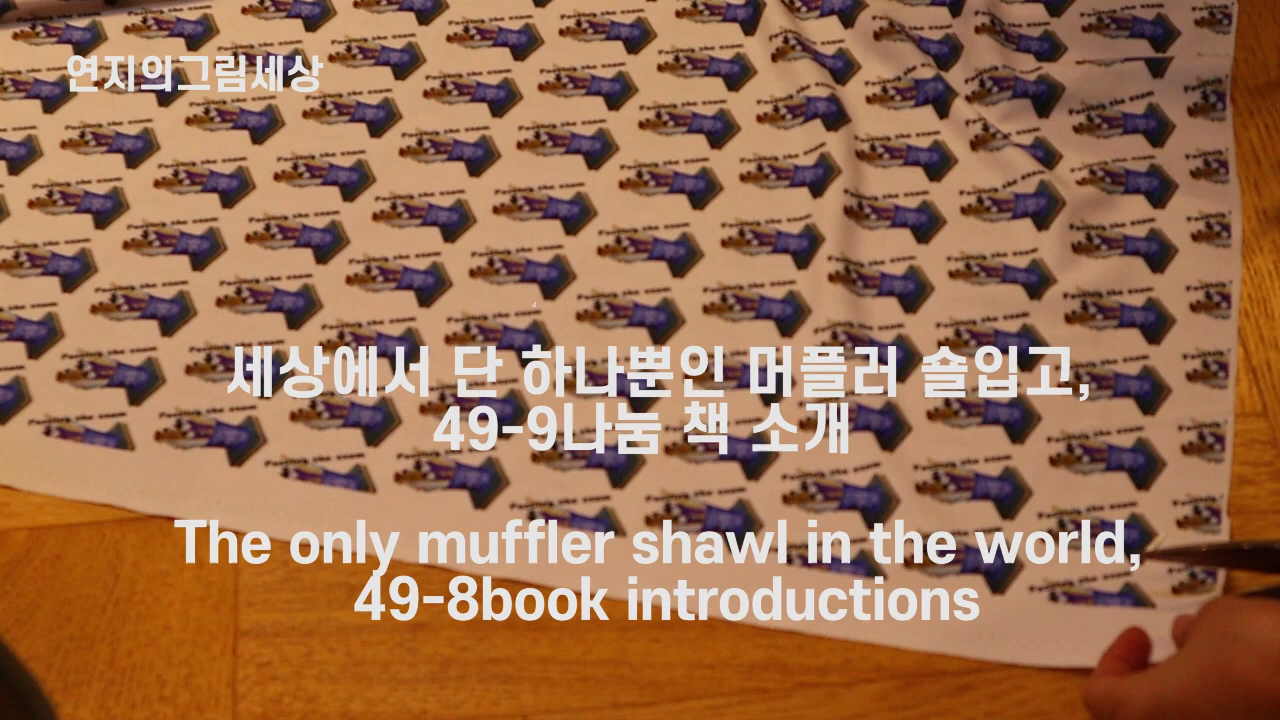 연지의그림세상
세상에서 단 하나뿐인 머플러 숄입고,
49-9나눔 책 소개
The only muffler shawl in the world,
49-8book introductions